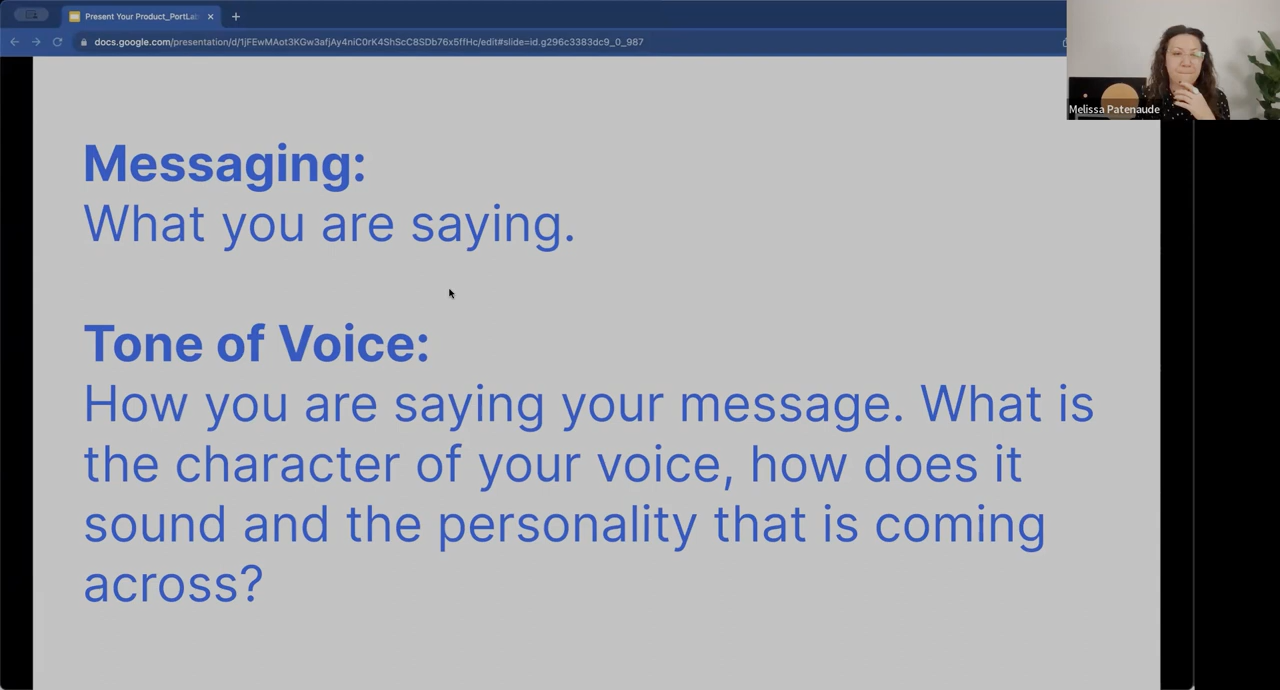 Present Your Product_PortLa
docs.google.com/presentation/d/1jFEwMAot3KGw3afjAy4niC0rK4ShScC8SDb76x5ffHc/edit#slide=id.g296c3383dc9_0_987
Melissa Patenaude
Messaging:
What you are saying.
Tone of Voice:
How you are saying your message. What is
the character of your voice, how does it
sound and the personality that is coming
across?